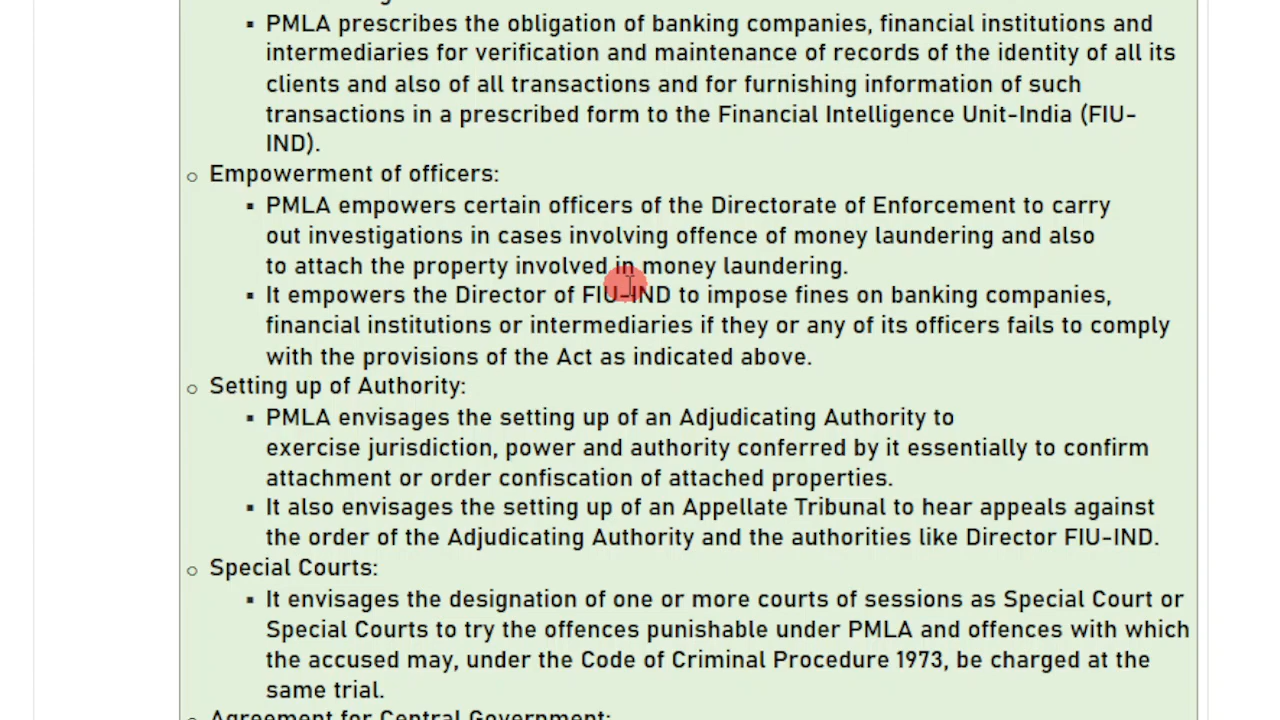 PMLA prescribes the obligation of banking companies, financial institutions and
intermediaries for verification and maintenance of records of the identity of all its
clients and also of all transactions and for furnishing information of such
transactions in a prescribed form to the Financial Intelligence Unit-India (FIU-
IND).
Empowerment of officers:
PMLA empowers certain officers of the Directorate of Enforcement to carry
out investigations in cases involving offence of money laundering and also
to attach the property involved in money laundering.
It empowers the Director of FIU-IND to impose fines on banking companies,
financial institutions or intermediaries if they or any of its officers fails to comply
with the provisions of the Act as indicated above.
Setting up of Authority:
PMLA envisages the setting up of an Adjudicating Authority to
exercise jurisdiction, power and authority conferred by it essentially to confirm
attachment or order confiscation of attached properties.
It also envisages the setting up of an Appellate Tribunal to hear appeals against
the order of the Adjudicating Authority and the authorities like Director FIU-IND.
Special Courts:
It envisages the designation of one or more courts of sessions as Special Court or
Special Courts to try the offences punishable under PMLA and offences with which
the accused may, under the Code of Criminal Procedure 1973, be charged at the
same trial.
Agreement for Central Government: